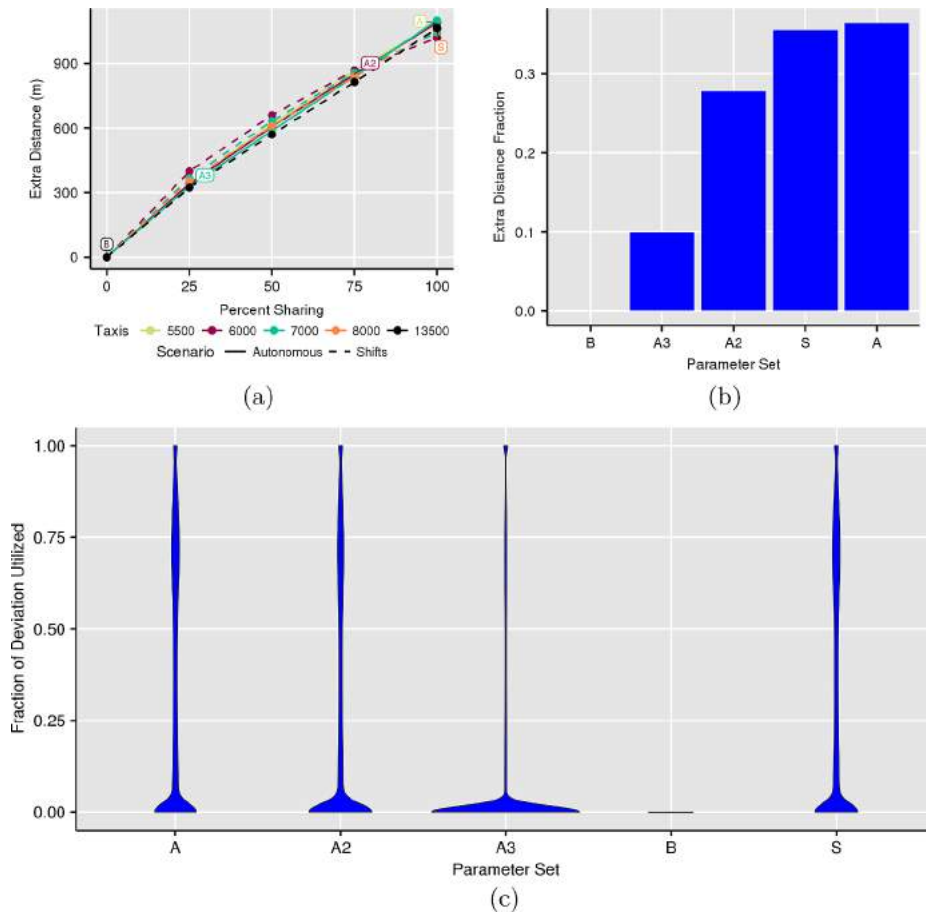 A
A2
900
S
Extra Distance (m)
600
300
A3
B
0
0 25 50 75 100
Percent Sharing
Taxis 5500 6000 7000 8000 13500
Scenario Autonomous Shifts
(a)
0.3
Extra Distance Fraction
0.2
0.1
0.0
B A3 A2 S A
Parameter Set
(b)
1.00
0.75
Fraction of Deviation Utilized
0.50
0.25
0.00
A A2 A3 B S
Parameter Set
(c)